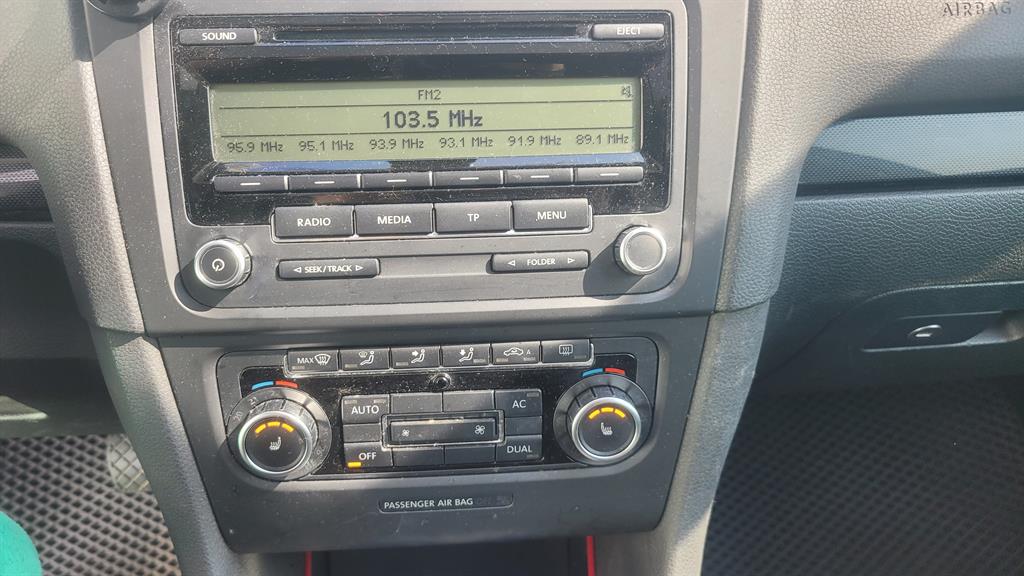 AIRBAG
SOUND EJECT
FM2
103.5 MHz
95.9 MHz 95.1 MHz 93.9 MHz 93.1 MHz 91.9 MHz 89.1 MHz
RADIO MEDIA TP MENU
SEEK/TRACK FOLDER
MAX A
AUTO AC
OFF DUAL
PASSENGER AIR BAG